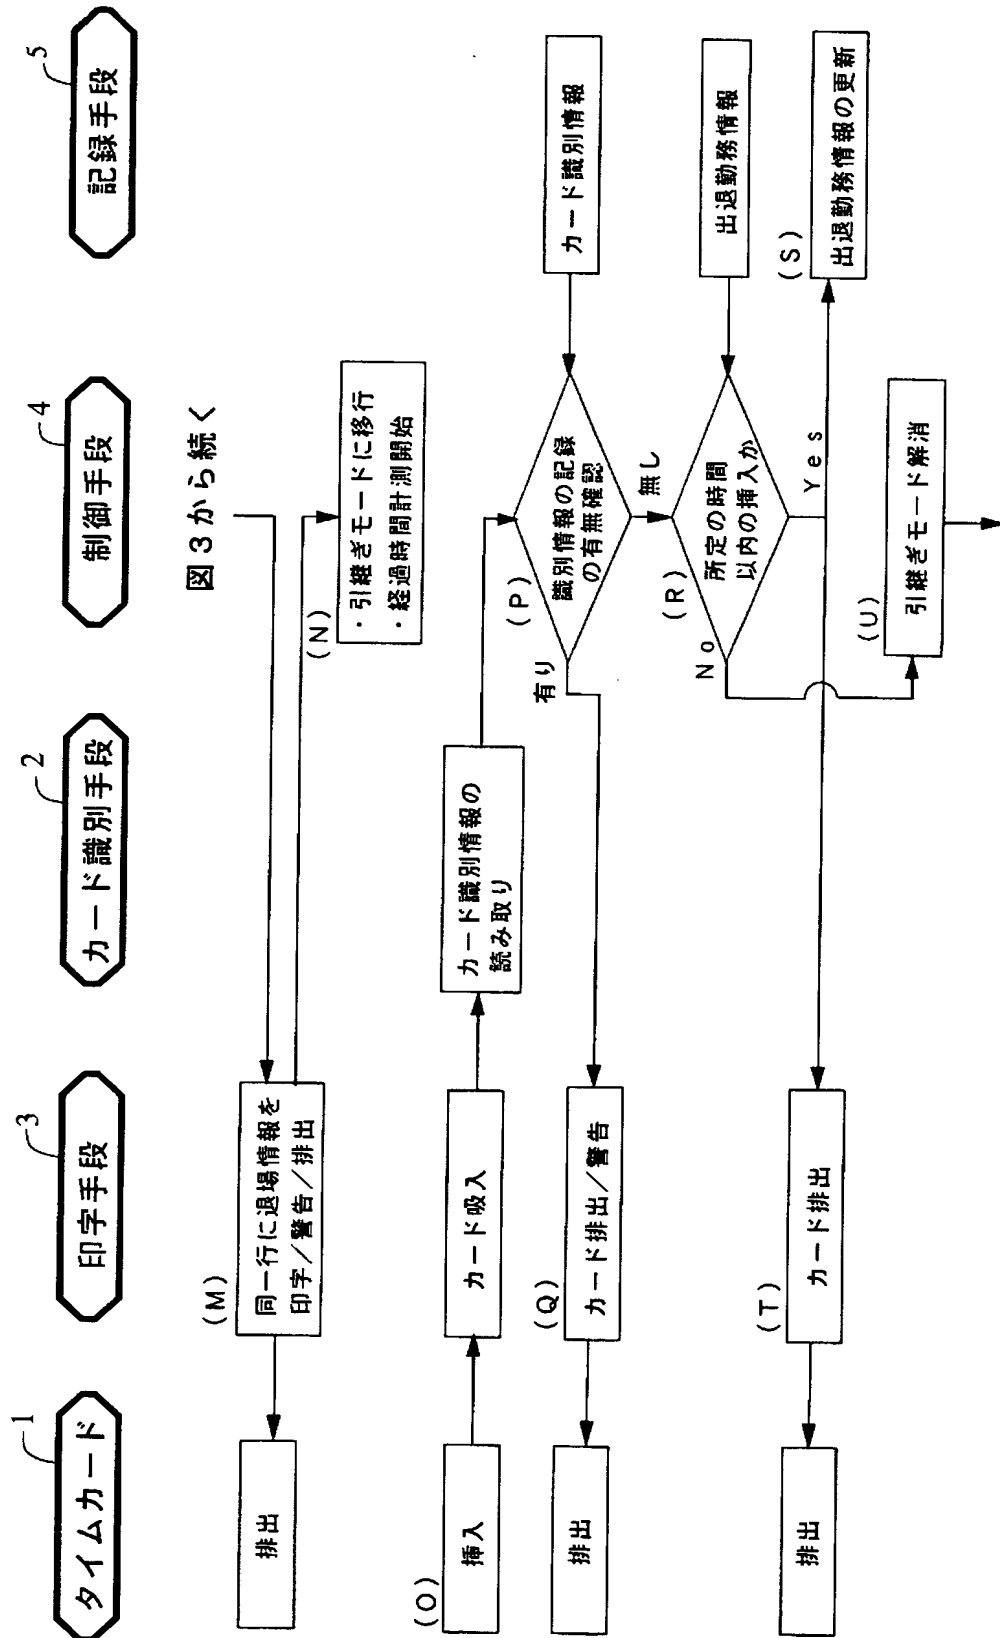 1
タイムカード
3
印字手段
2
カード識別手段
4
制御手段
5
記録手段
図3から続く
(M)
同一行に退場情報を
印字/警告/排出
排出
(N)
・引継ぎモードに移行
・経過時間計測開始
(O)
挿入
カード吸入
カード識別情報の
読み取り
(P)
識別情報の記録
の有無確認
カード識別情報
有り
無し
(Q)
カード排出/警告
排出
(R)
所定の時間
以内の挿入か
出退勤務情報
No
Yes
(S)
出退勤務情報の更新
(T)
カード排出
排出
(U)
引継ぎモード解消